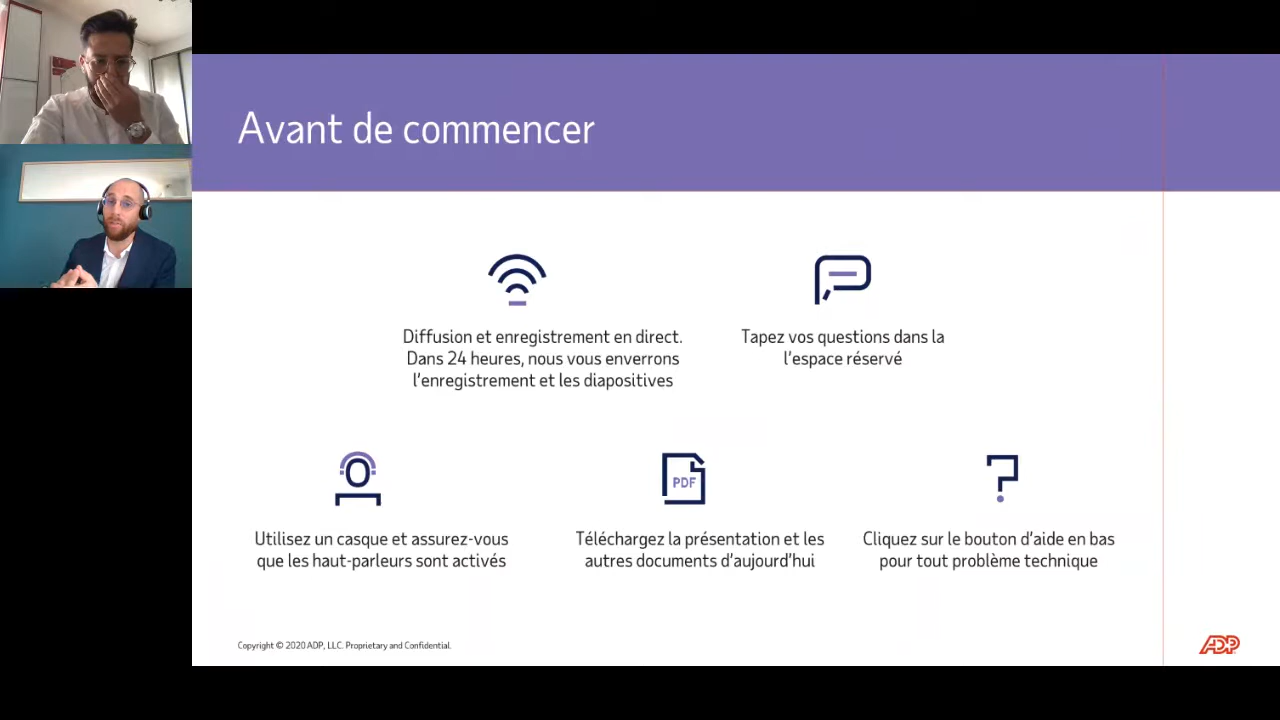 Avant de commencer
Diffusion et enregistrement en direct.
Dans 24 heures, nous vous enverrons
l'enregistrement et les diapositives
Tapez vos questions dans la
l'espace réservé
PDF
Utilisez un casque et assurez-vous
que les haut-parleurs sont activés
Téléchargez la présentation et les
autres documents d'aujourd'hui
Cliquez sur le bouton d'aide en bas
pour tout problème technique
Copyright © 2020 ADP, LLC. Proprietary and Confidential.
ADP